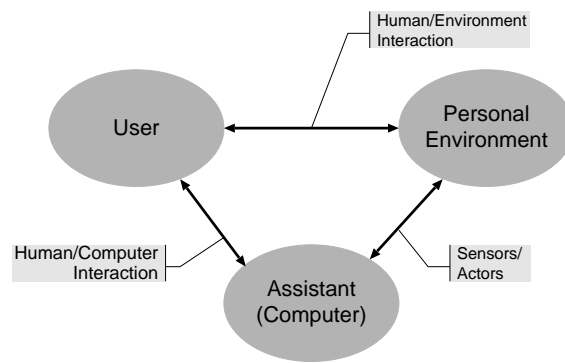 Human/Environment
Interaction
User
Personal
Environment
Human/Computer
Interaction
Sensors/
Actors
Assistant
(Computer)